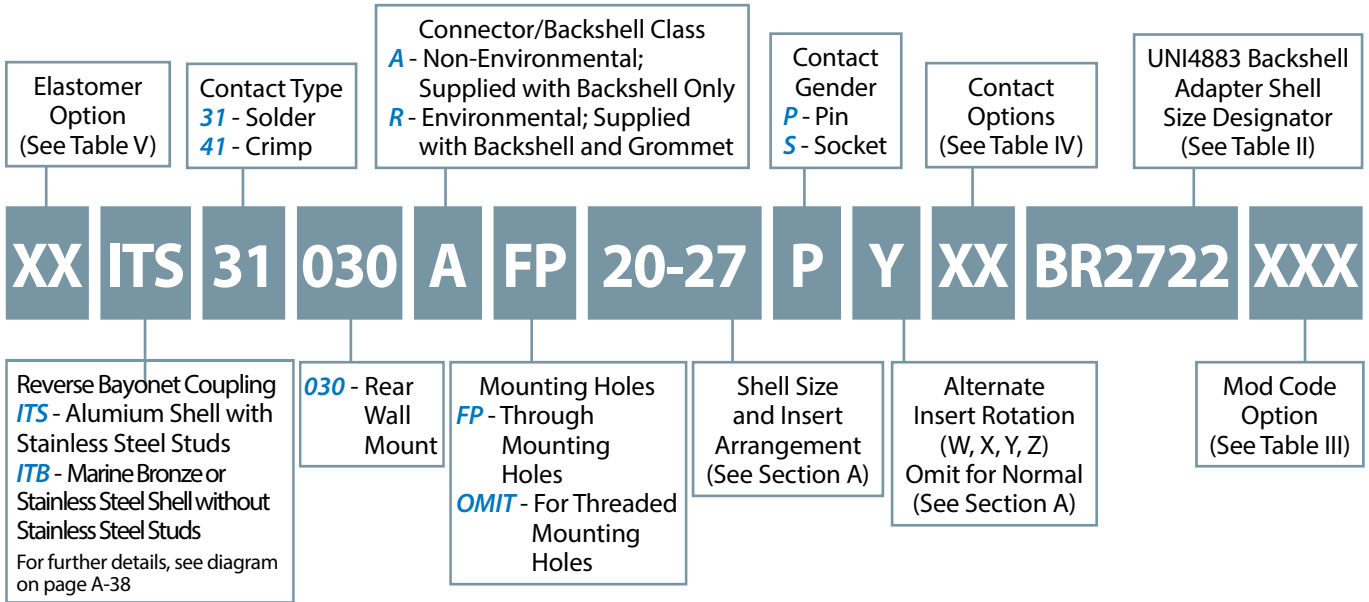 Elastomer
Option
(See Table V)
Contact Type
31 - Solder
41 - Crimp
Connector/Backshell Class
A - Non-Environmental;
Supplied with Backshell Only
R - Environmental; Supplied
with Backshell and Grommet
Contact
Gender
P - Pin
S - Socket
Contact
Options
(See Table IV)
UNI4883 Backshell
Adapter Shell
Size Designator
(See Table II)
XX ITS 31 030 A FP 20-27 P Y XX BR2722 XXX
Reverse Bayonet Coupling
ITS - Alumium Shell with
Stainless Steel Studs
ITB - Marine Bronze or
Stainless Steel Shell without
Stainless Steel Studs
For further details, see diagram
on page A-38
030 - Rear
Wall
Mount
Mounting Holes
FP - Through
Mounting
Holes
OMIT - For Threaded
Mounting
Holes
Shell Size
and Insert
Arrangement
(See Section A)
Alternate
Insert Rotation
(W, X, Y, Z)
Omit for Normal
(See Section A)
Mod Code
Option
(See Table III)